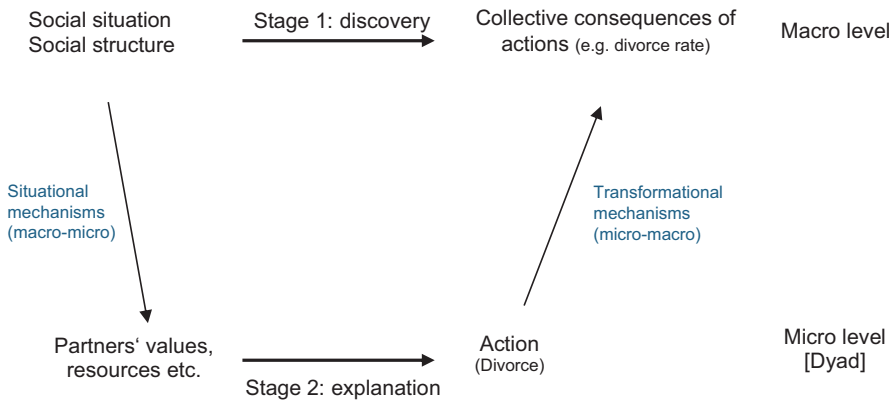 Social situation
Social structure
Stage 1: discovery
Collective consequences of
actions (e.g. divorce rate)
Macro level
Situational
mechanisms
(macro-micro)
Transformational
mechanisms
(micro-macro)
Partners‘ values,
resources etc.
Stage 2: explanation
Action
(Divorce)
Micro level
[Dyad]